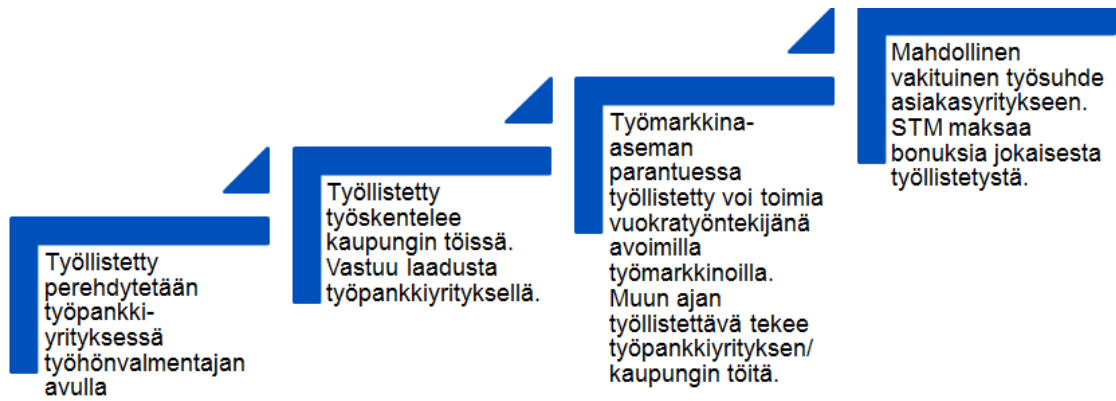 Työllistetty
perehdytetään
työpankki-
yrityksessä
työhönvalmentajan
avulla
Työllistetty
työskentelee
kaupungin töissä.
Vastuu laadusta
työpankkiyrityksellä.
Työmarkkina-
aseman
parantuessa
työllistetty voi toimia
vuokratyöntekijänä
avoimilla
työmarkkinoilla.
Muun ajan
työllistettävä tekee
työpankkiyrityksen/
kaupungin töitä.
Mahdollinen
vakituinen työsuhde
asiakasyritykseen.
STM maksaa
bonuksia jokaisesta
työllistetystä.